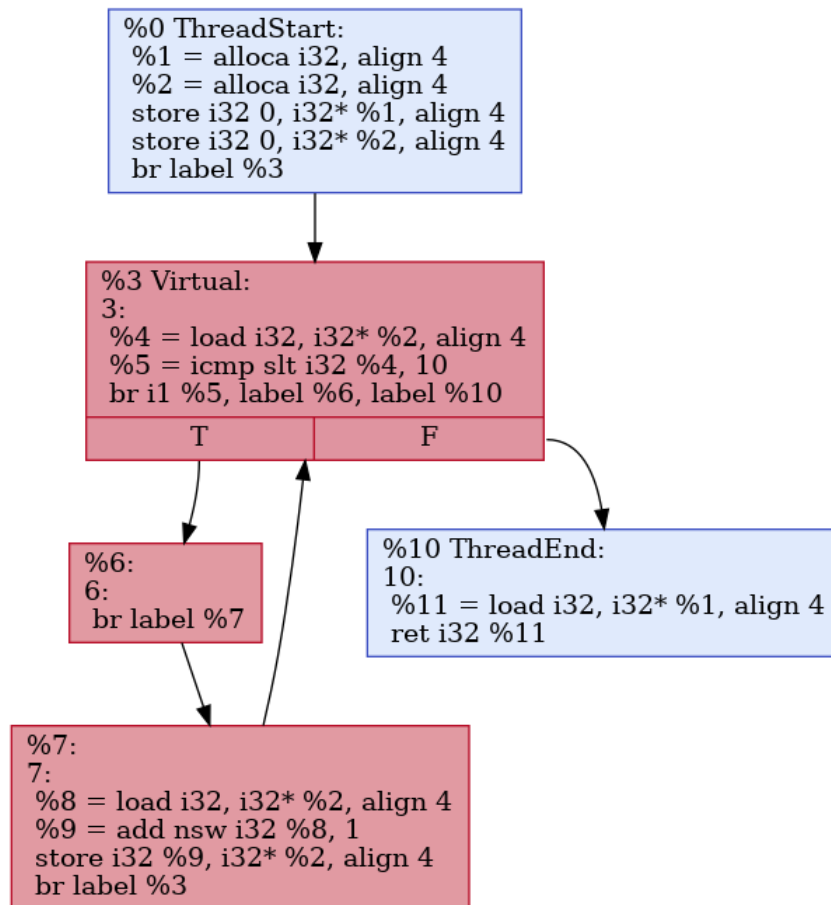 %0 ThreadStart:
%1 = alloca i32, align 4
%2 = alloca i32, align 4
store i32 0, i32* %1, align 4
store i32 0, i32* %2, align 4
br label %3
%3 Virtual:
3:
%4 = load i32, i32* %2, align 4
%5 = icmp slt i32 %4, 10
br i1 %5, label %6, label %10
T F
%6:
6:
br label %7
%10 ThreadEnd:
10:
%11 = load i32, i32* %1, align 4
ret i32 %11
%7:
7:
%8 = load i32, i32* %2, align 4
%9 = add nsw i32 %8, 1
store i32 %9, i32* %2, align 4
br label %3